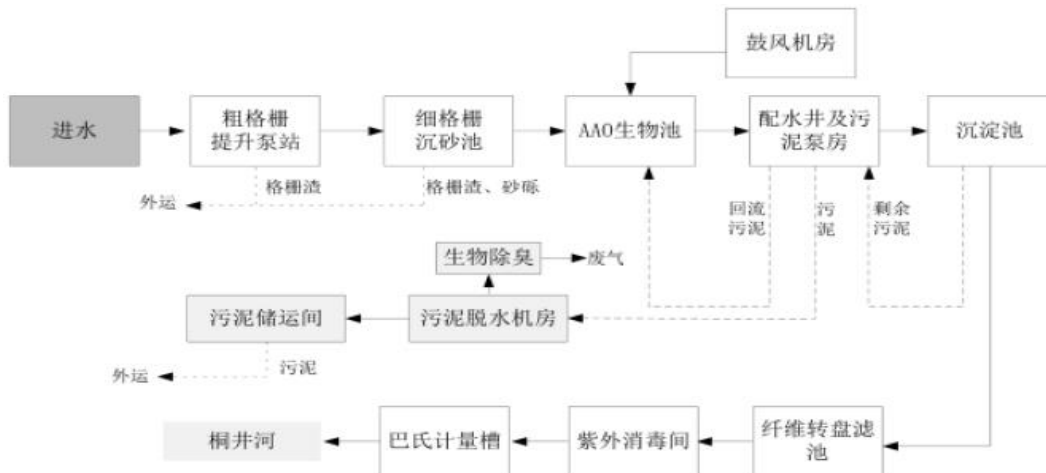 鼓风机房
进水
粗格栅
提升泵站
细格栅
沉砂池
AAO生物池
配水井及污
泥泵房
沉淀池
格栅渣
格栅渣、砂砾
外运
回流
污泥
污
泥
剩余
污泥
生物除臭
废气
污泥储运间
污泥脱水机房
外运
污泥
桐井河
巴氏计量槽
紫外消毒间
纤维转盘滤
池